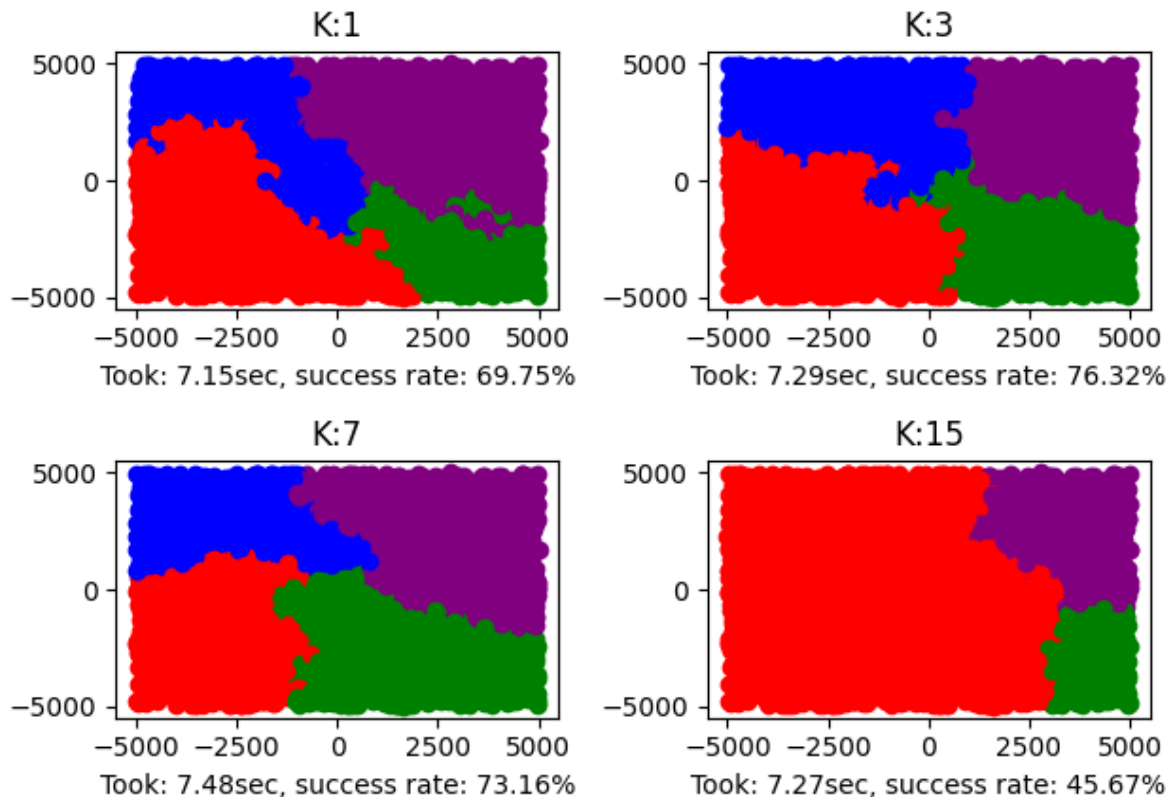 K:1
K:3
5000
0
−5000
−5000 −2500 0 2500 5000
Took: 7.15sec, success rate: 69.75%
5000
0
−5000
−5000 −2500 0 2500 5000
Took: 7.29sec, success rate: 76.32%
K:7
K:15
5000
0
−5000
−5000 −2500 0 2500 5000
Took: 7.48sec, success rate: 73.16%
5000
0
−5000
−5000 −2500 0 2500 5000
Took: 7.27sec, success rate: 45.67%